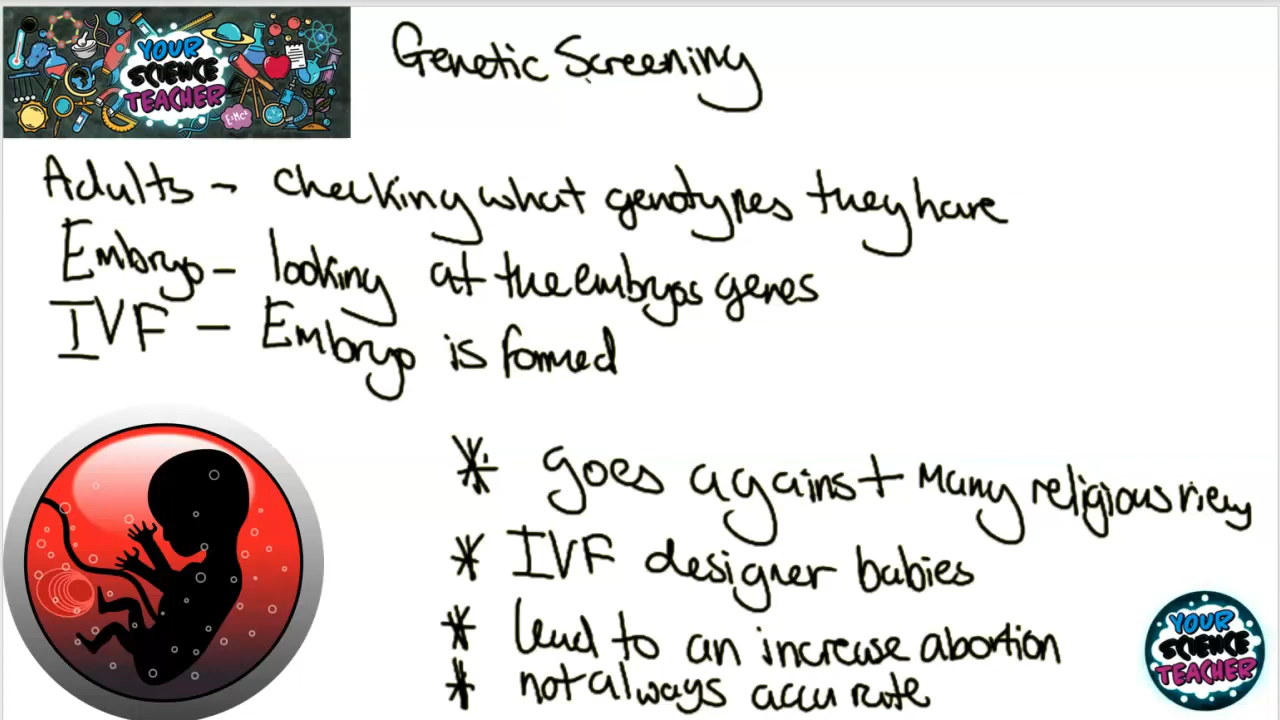 YOUR
SCIENCE
TEACHER
E=MC²
Genetic Screening
Adults - checking what genotypes they have
Embryo - looking at the embryos genes
IVF - Embryo is formed
* goes against many religious view
* IVF designer babies
* lead to an increase abortion
* not always accurate
YOUR
SCIENCE
TEACHER